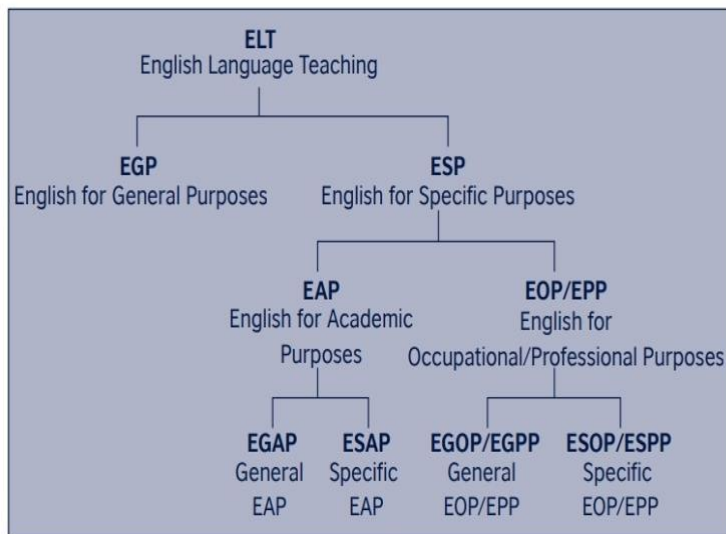 ELT
English Language Teaching
EGP
English for General Purposes
ESP
English for Specific Purposes
EAP
English for Academic
Purposes
EOP/EPP
English for
Occupational/Professional Purposes
EGAP
General
EAP
ESAP
Specific
EAP
EGOP/EGPP
General
EOP/EPP
ESOP/ESPP
Specific
EOP/EPP